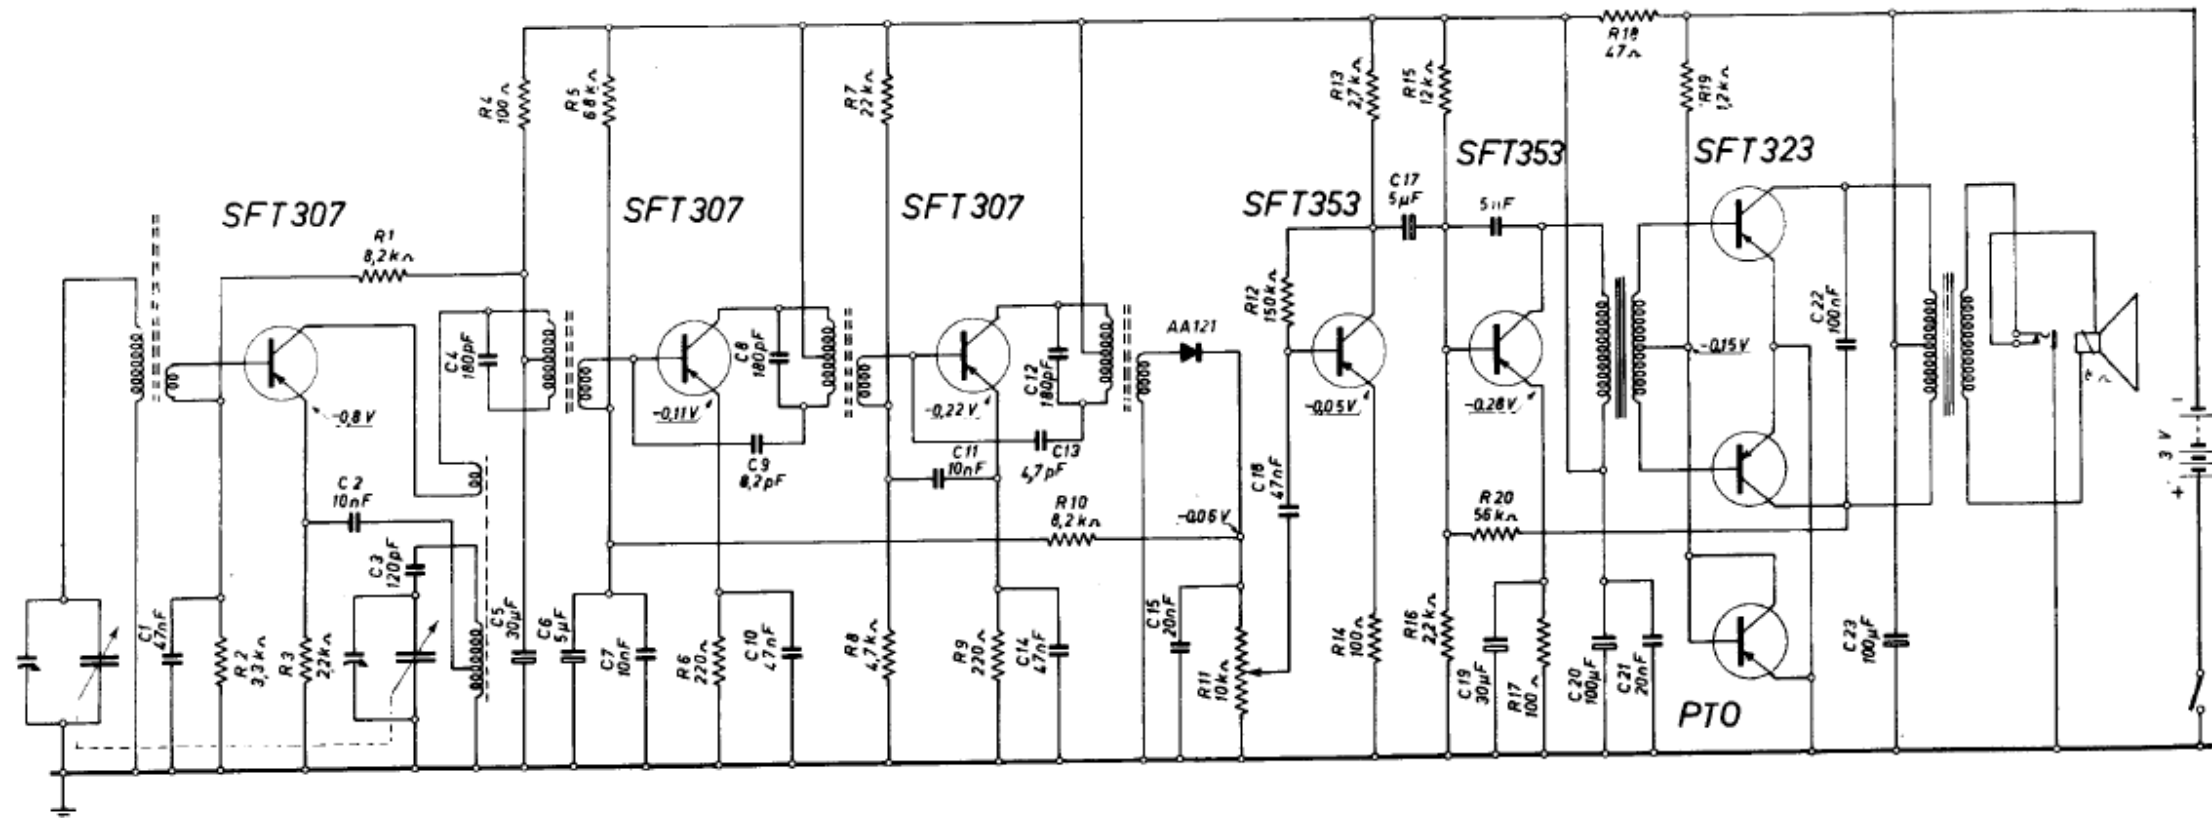 R18
47Ω
R4
100Ω
R5
6,8kΩ
R7
22kΩ
R13
2,7kΩ
R15
12kΩ
R19
1,2kΩ
SFT307
SFT307
SFT307
SFT353
SFT353
SFT323
C17
5μF
R1
8,2kΩ
R12
150kΩ
C22
100nF
C4
180pF
C8
180pF
C12
180pF
AA121
-0,8V
-0,11V
-0,22V
-0,05V
-0,28V
-0,15V
3 V
-
+
C9
8,2pF
C11
10nF
C13
4,7pF
C2
10nF
C3
120pF
R10
8,2kΩ
-0,06V
C18
47nF
R20
56kΩ
C1
47nF
R2
3,3kΩ
R3
2,2kΩ
C5
30μF
C6
5μF
C7
10nF
R6
220Ω
C10
47nF
R8
4,7kΩ
R9
220Ω
C14
47nF
C15
20nF
R11
10kΩ
R14
100Ω
R16
2,2kΩ
C19
30μF
R17
100Ω
C20
100μF
C21
20nF
PTO
C23
100μF